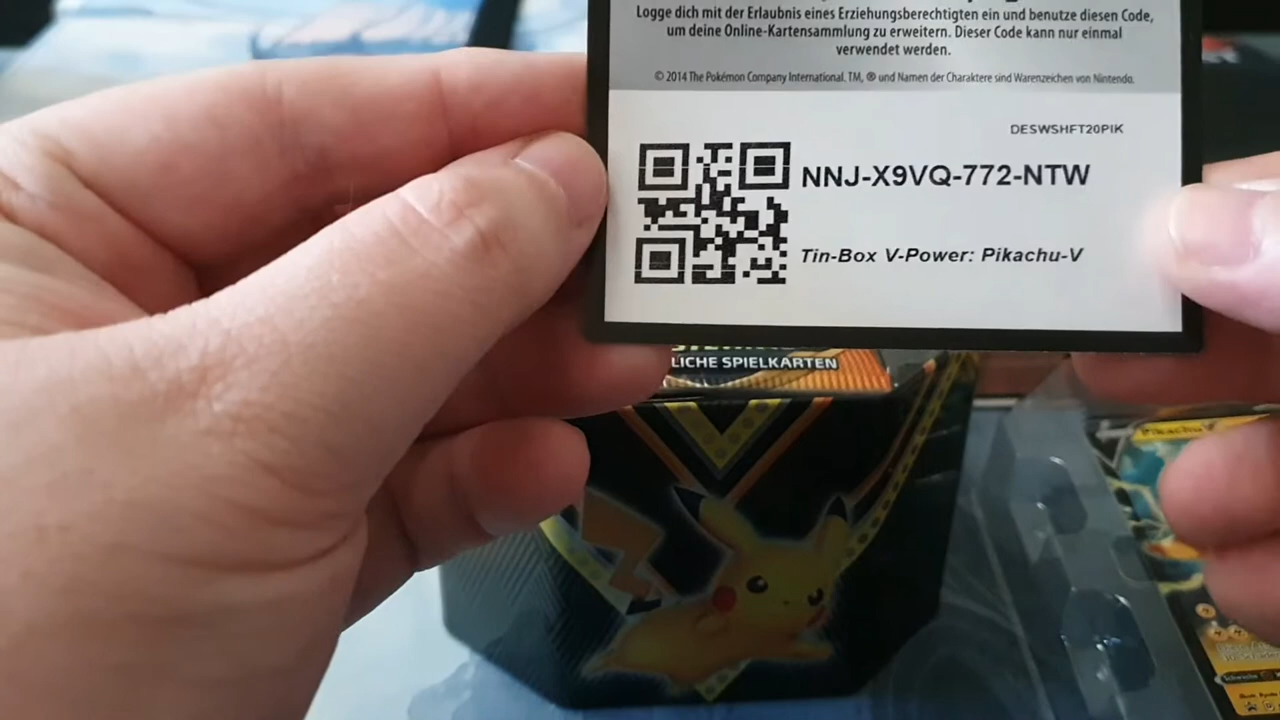 Logge dich mit der Erlaubnis eines Erziehungsberechtigten ein und benutze diesen Code,
um deine Online-Kartensammlung zu erweitern. Dieser Code kann nur einmal
verwendet werden.
© 2014 The Pokémon Company International. TM, ® und Namen der Charaktere sind Warenzeichen von Nintendo.
DESWSHFT20PIK
NNJ-X9VQ-772-NTW
Tin-Box V-Power: Pikachu-V
LICHE SPIELKARTEN
Pikachu